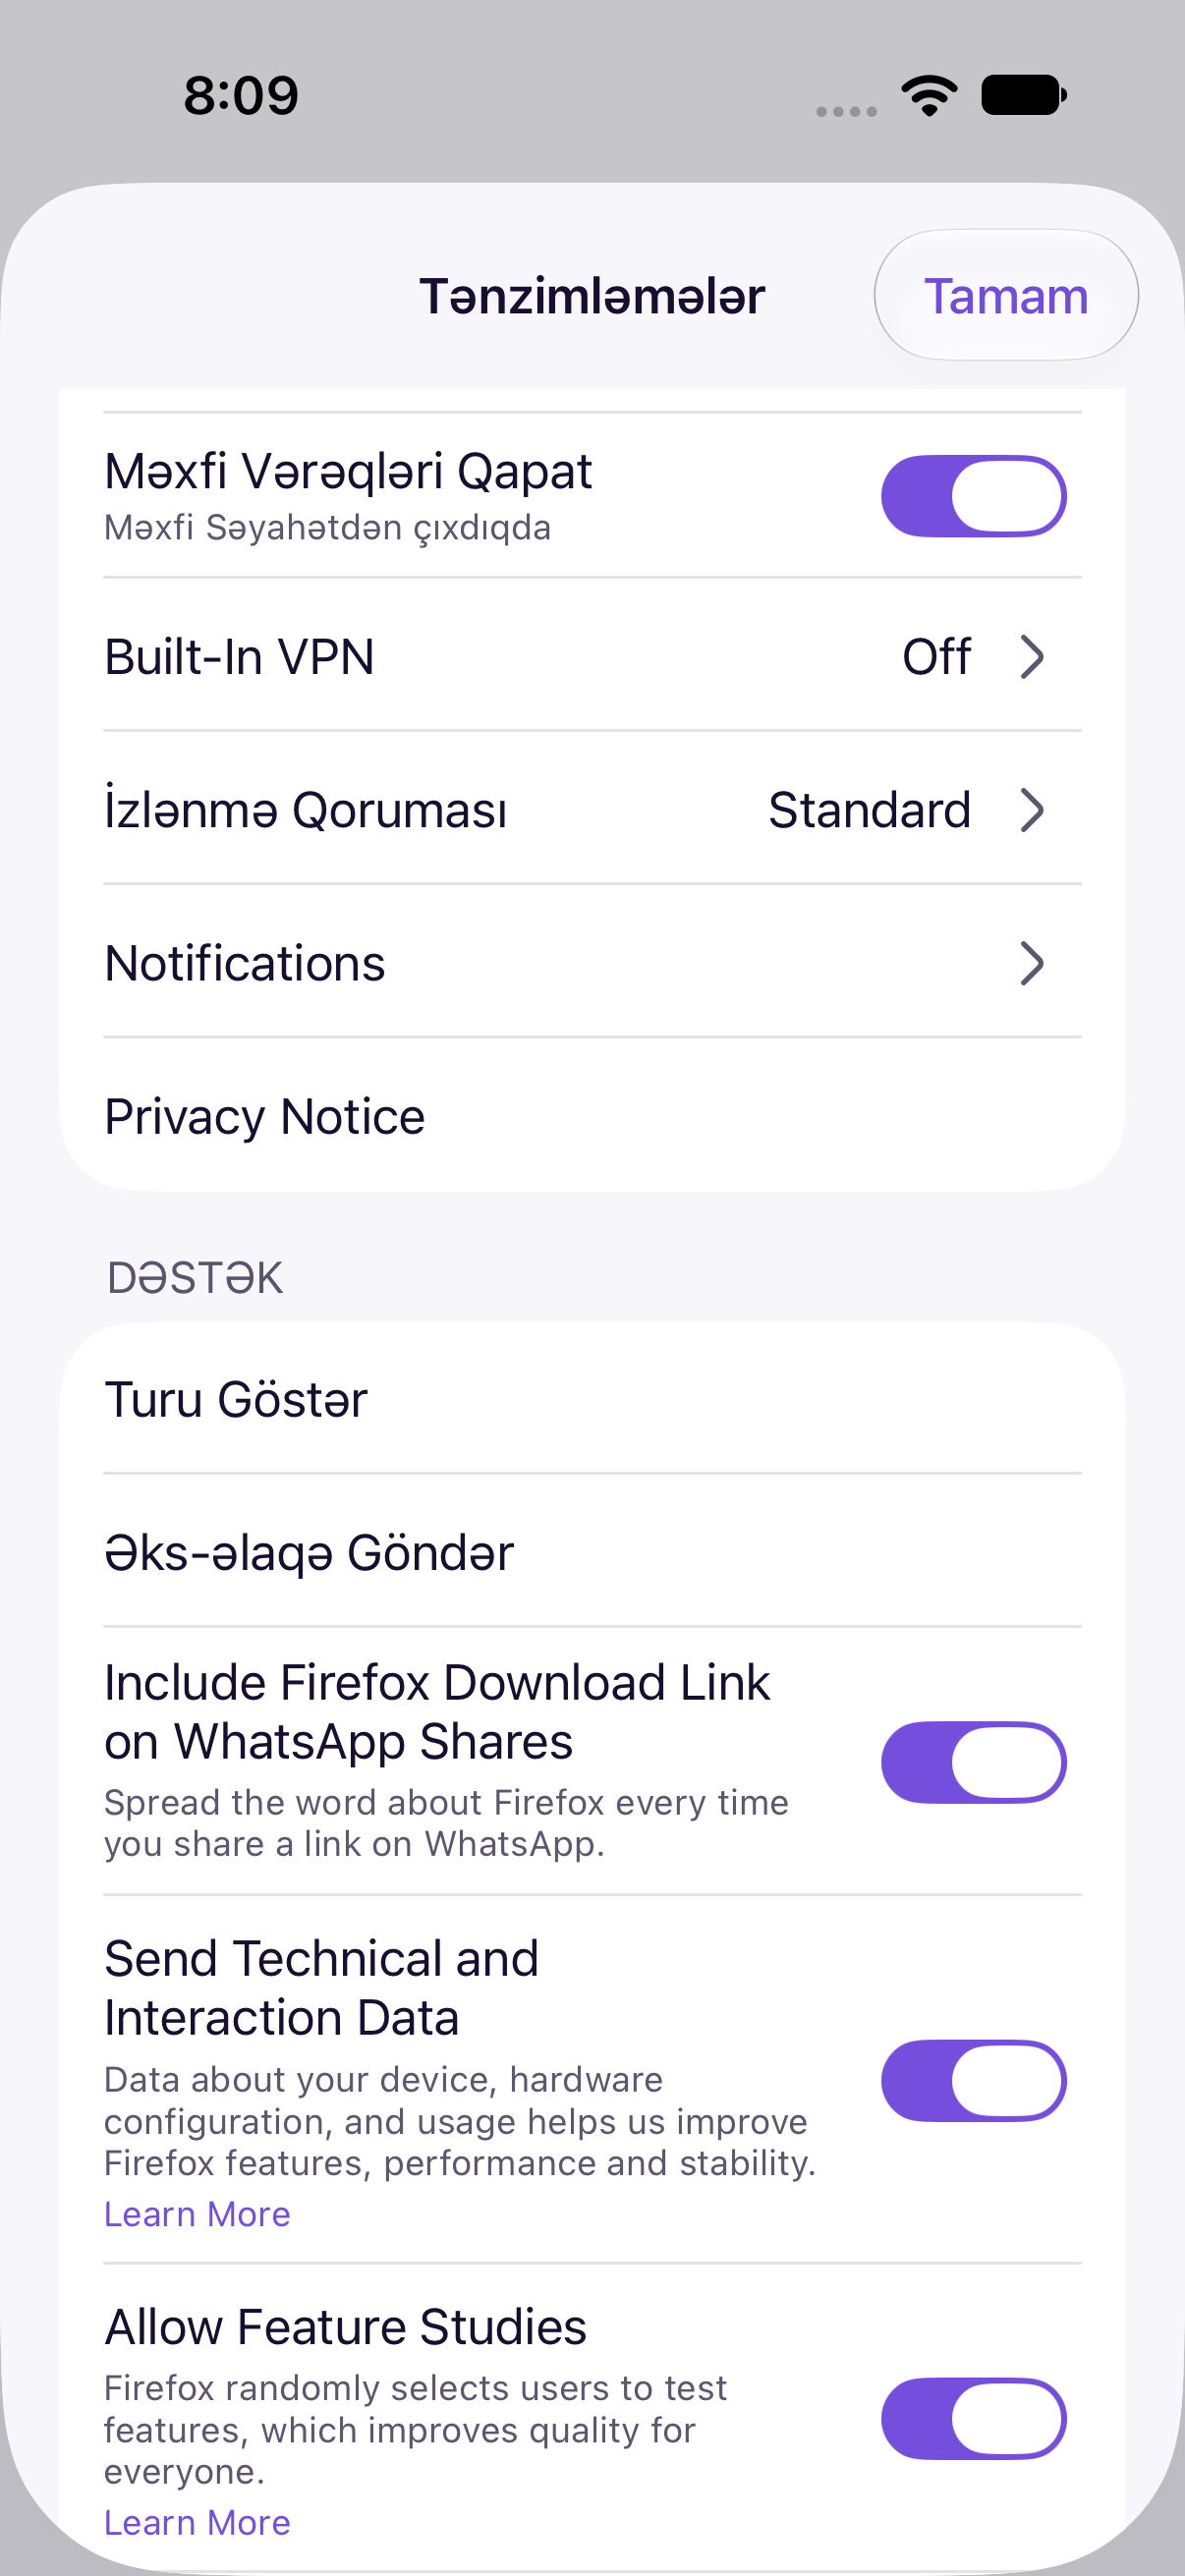 8:09
Tənzimləmələr
Tamam
Məxfi Vərəqləri Qapat
Məxfi Səyahətdən çıxdıqda
Built-In VPN
Off
İzlənmə Qoruması
Standard
Notifications
Privacy Notice
DƏSTƏK
Turu Göstər
Əks-əlaqə Göndər
Include Firefox Download Link
on WhatsApp Shares
Spread the word about Firefox every time
you share a link on WhatsApp.
Send Technical and
Interaction Data
Data about your device, hardware
configuration, and usage helps us improve
Firefox features, performance and stability.
Learn More
Allow Feature Studies
Firefox randomly selects users to test
features, which improves quality for
everyone.
Learn More